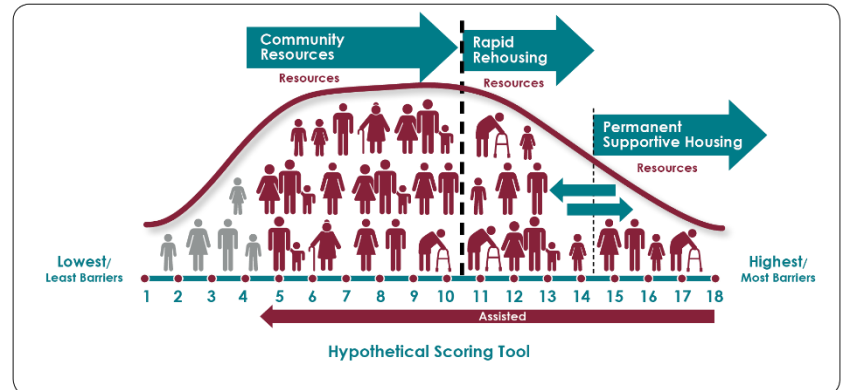 Community
Resources
Resources
Rapid
Rehousing
Resources
Permanent
Supportive Housing
Resources
Lowest/
Least Barriers
Highest/
Most Barriers
1 2 3 4 5 6 7 8 9 10 11 12 13 14 15 16 17 18
Assisted
Hypothetical Scoring Tool